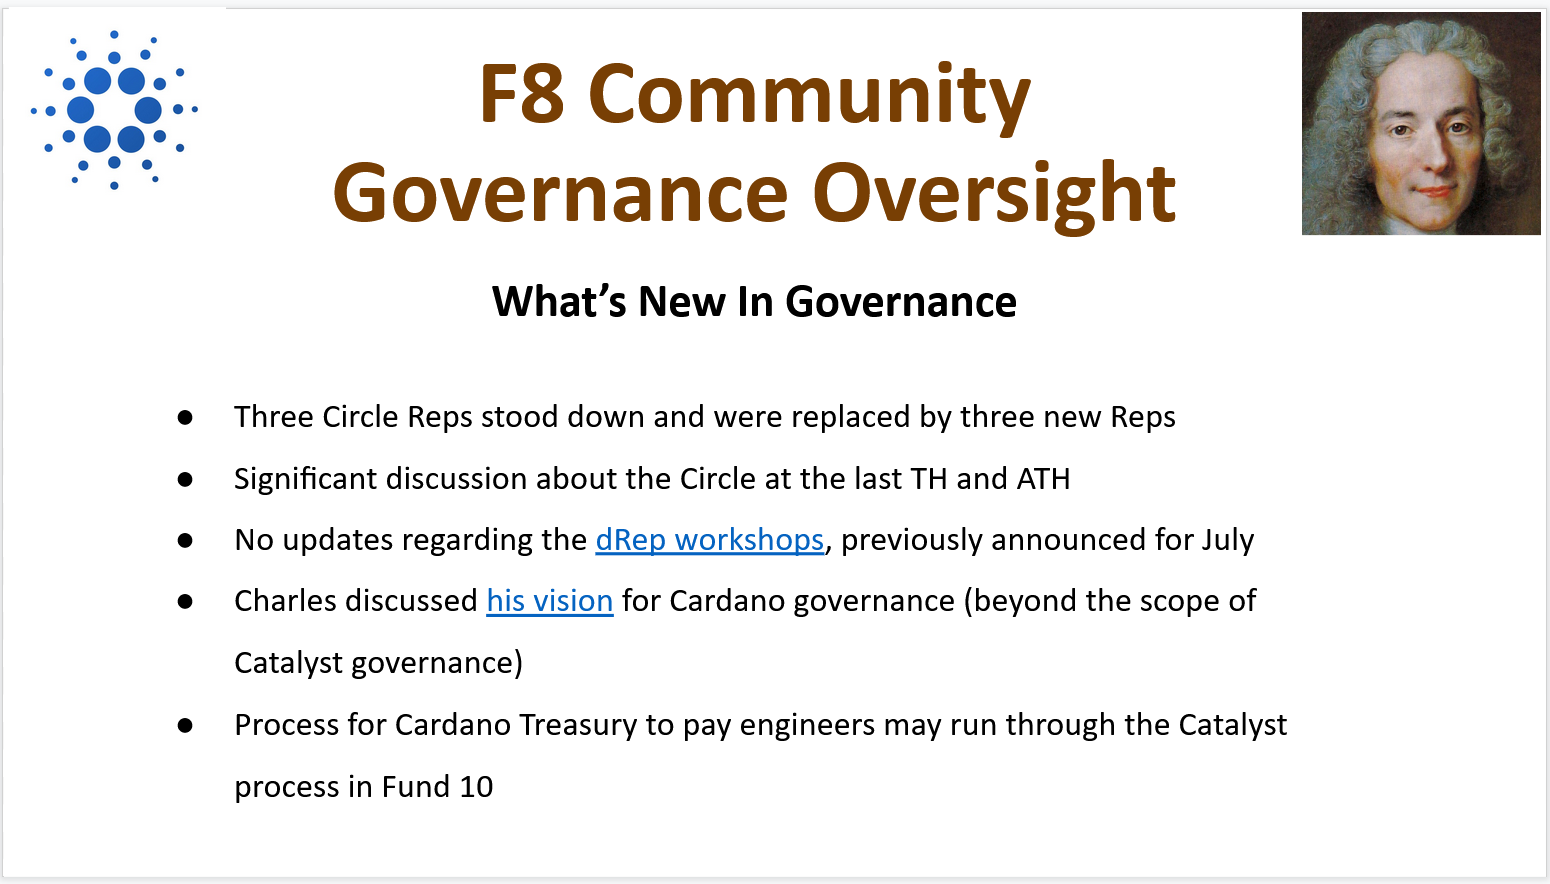 F8 Community
Governance Oversight
What’s New In Governance
● Three Circle Reps stood down and were replaced by three new Reps
● Significant discussion about the Circle at the last TH and ATH
● No updates regarding the dRep workshops, previously announced for July
● Charles discussed his vision for Cardano governance (beyond the scope of
Catalyst governance)
● Process for Cardano Treasury to pay engineers may run through the Catalyst
process in Fund 10